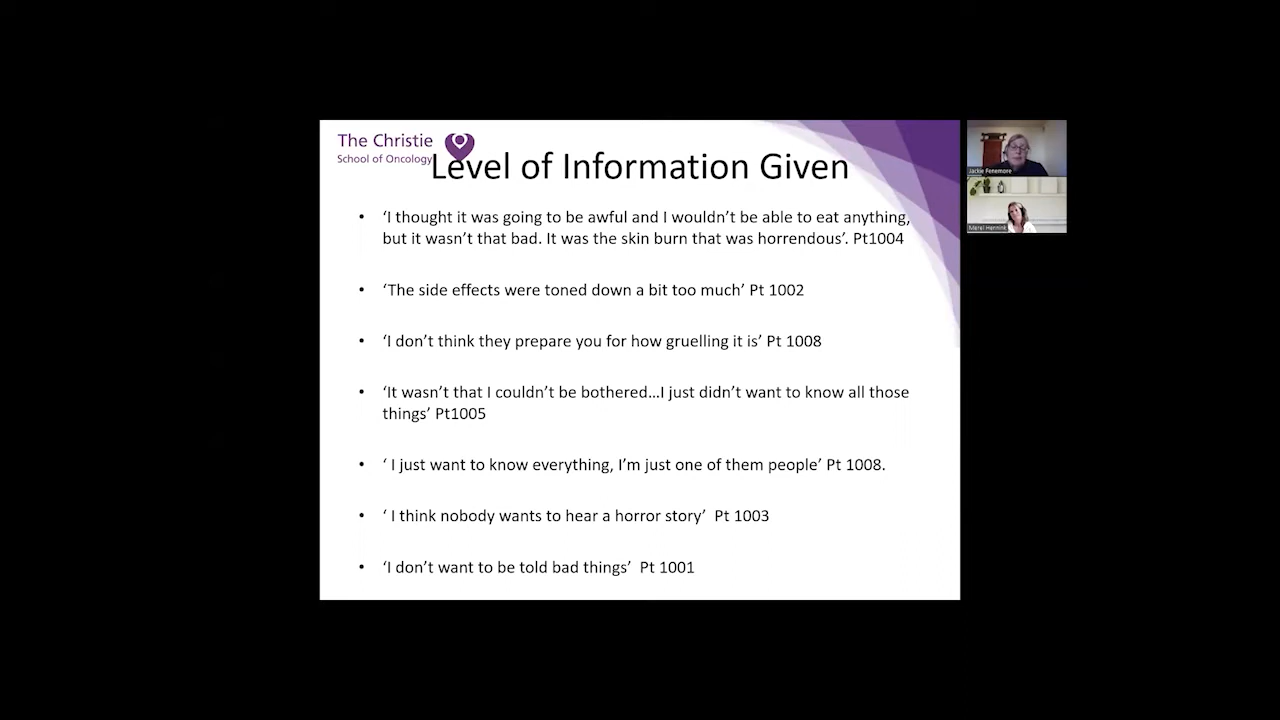 The Christie
School of Oncology
Level of Information Given
• ‘I thought it was going to be awful and I wouldn’t be able to eat anything,
but it wasn’t that bad. It was the skin burn that was horrendous’. Pt1004
• ‘The side effects were toned down a bit too much’ Pt 1002
• ‘I don’t think they prepare you for how gruelling it is’ Pt 1008
• ‘It wasn’t that I couldn’t be bothered…I just didn’t want to know all those
things’ Pt1005
• ‘ I just want to know everything, I’m just one of them people’ Pt 1008.
• ‘ I think nobody wants to hear a horror story’  Pt 1003
• ‘I don’t want to be told bad things’  Pt 1001
Jackie Fenemore